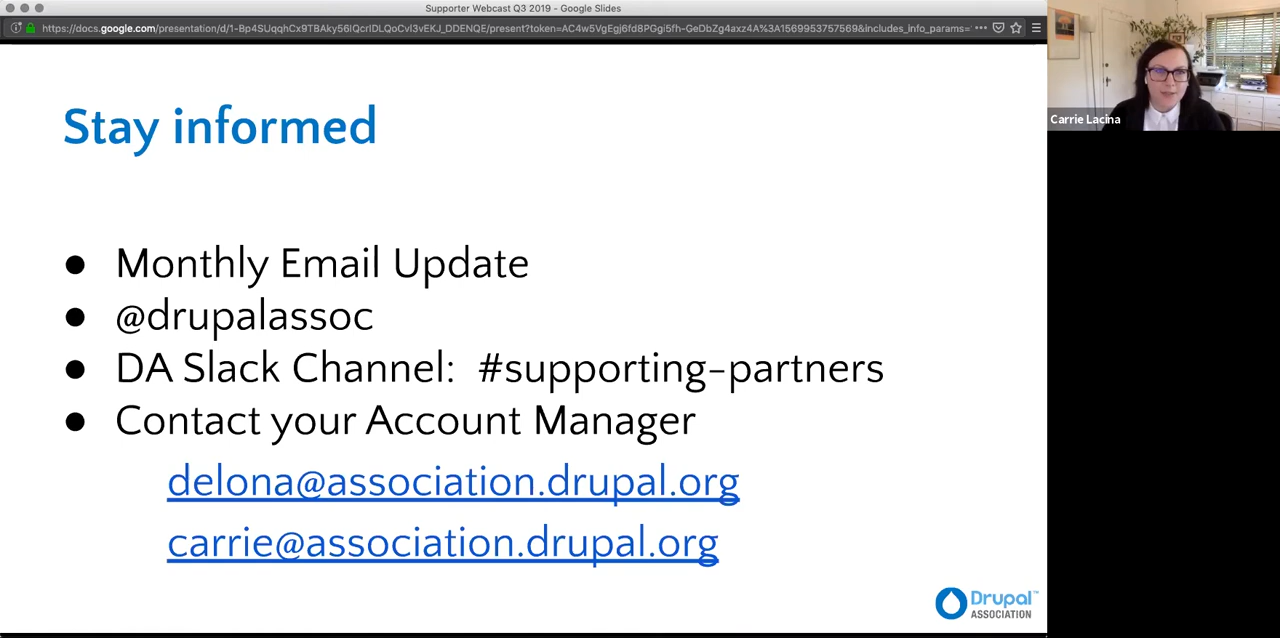 Supporter Webcast Q3 2019 - Google Slides
Stay informed
Carrie Lacina
● Monthly Email Update
● @drupalassoc
● DA Slack Channel: #supporting-partners
● Contact your Account Manager
delona@association.drupal.org
carrie@association.drupal.org
Drupal™
ASSOCIATION